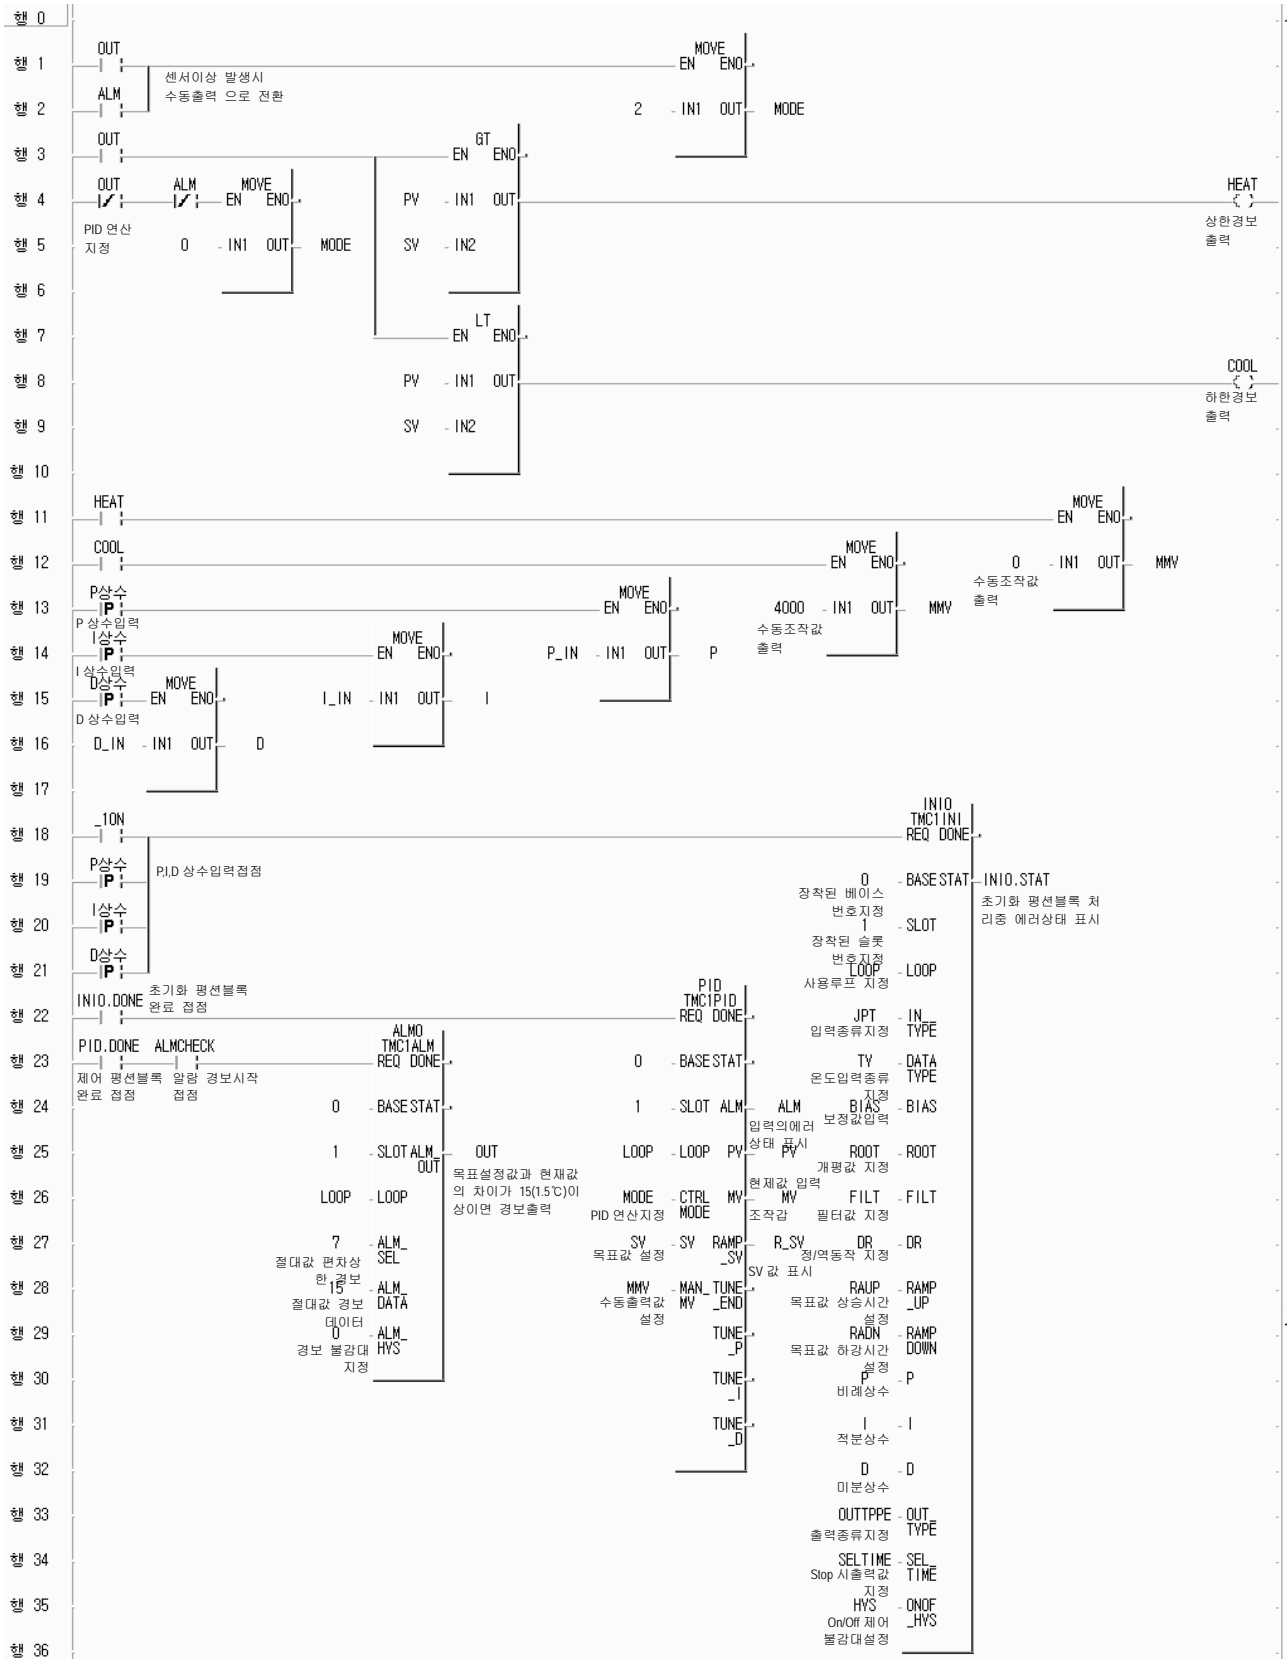 행 0
OUT
MOVE
행 1
EN ENO
센서이상 발생시
ALM
수동출력 으로 전환
행 2
2 IN1 OUT MODE
OUT
GT
행 3
EN ENO
OUT ALM MOVE
HEAT
행 4
EN ENO PV IN1 OUT
PID 연산
지정
상한경보
출력
행 5
0 IN1 OUT MODE SV IN2
행 6
LT
행 7
EN ENO
COOL
행 8
PV IN1 OUT
하한경보
출력
행 9
SV IN2
행 10
HEAT
MOVE
행 11
EN ENO
COOL
MOVE
행 12
EN ENO 0 IN1 OUT MMV
수동조작값
출력
P상수
MOVE
행 13
P EN ENO 4000 IN1 OUT MMV
P 상수입력
수동조작값
출력
I상수
MOVE
행 14
P EN ENO P_IN IN1 OUT P
I 상수입력
D상수
MOVE
행 15
P EN ENO I_IN IN1 OUT I
D 상수입력
행 16
D_IN IN1 OUT D
행 17
INIO
_1ON
TMC1INI
행 18
REQ DONE
P상수
P,I,D 상수입력접점
행 19
P 0 BASE STAT INIO.STAT
장착된 베이스
번호지정
초기화 평션블록 처
리중 에러상태 표시
I상수
행 20
P 1 SLOT
장착된 슬롯
번호지정
D상수
행 21
P LOOP LOOP
사용루프 지정
INIO.DONE
초기화 평션블록
완료 접점
PID
TMC1PID
행 22
REQ DONE JPT IN_
TYPE
입력종류지정
PID.DONE ALMCHECK
ALMO
TMC1ALM
행 23
REQ DONE 0 BASE STAT TV DATA
TYPE
제어 평션블록
완료 접점
알람 경보시작
접점
온도입력종류
지정
행 24
0 BASE STAT 1 SLOT ALM ALM BIAS BIAS
입력의에러
상태 표시
보정값입력
행 25
1 SLOT ALM_
OUT OUT LOOP LOOP PV PV ROOT ROOT
목표설정값과 현재값
의 차이가 15(1.5℃)이
상이면 경보출력
현제값 입력
개평값 지정
행 26
LOOP LOOP MODE CTRL
MODE MV MV FILT FILT
PID 연산지정
조작갑
필터값 지정
행 27
7 ALM_
SEL SV SV RAMP
_SV R_SV DR DR
절대값 편차상
한 경보
목표값 설정
SV 값 표시
정/역동작 지정
행 28
15 ALM_
DATA MMV MAN_
MV TUNE
_END RAUP RAMP
_UP
절대값 경보
데이터
수동출력값
설정
목표값 상승시간
설정
행 29
0 ALM_
HYS TUNE
_P RADN RAMP
DOWN
경보 불감대
지정
목표값 하강시간
설정
행 30
TUNE
_I P P
비례상수
행 31
TUNE
_D I I
적분상수
행 32
D D
미분상수
행 33
OUTTPPE OUT_
TYPE
출력종류지정
행 34
SELTIME SEL_
TIME
Stop 시출력값
지정
행 35
HYS ONOF
_HYS
On/Off 제어
불감대설정
행 36